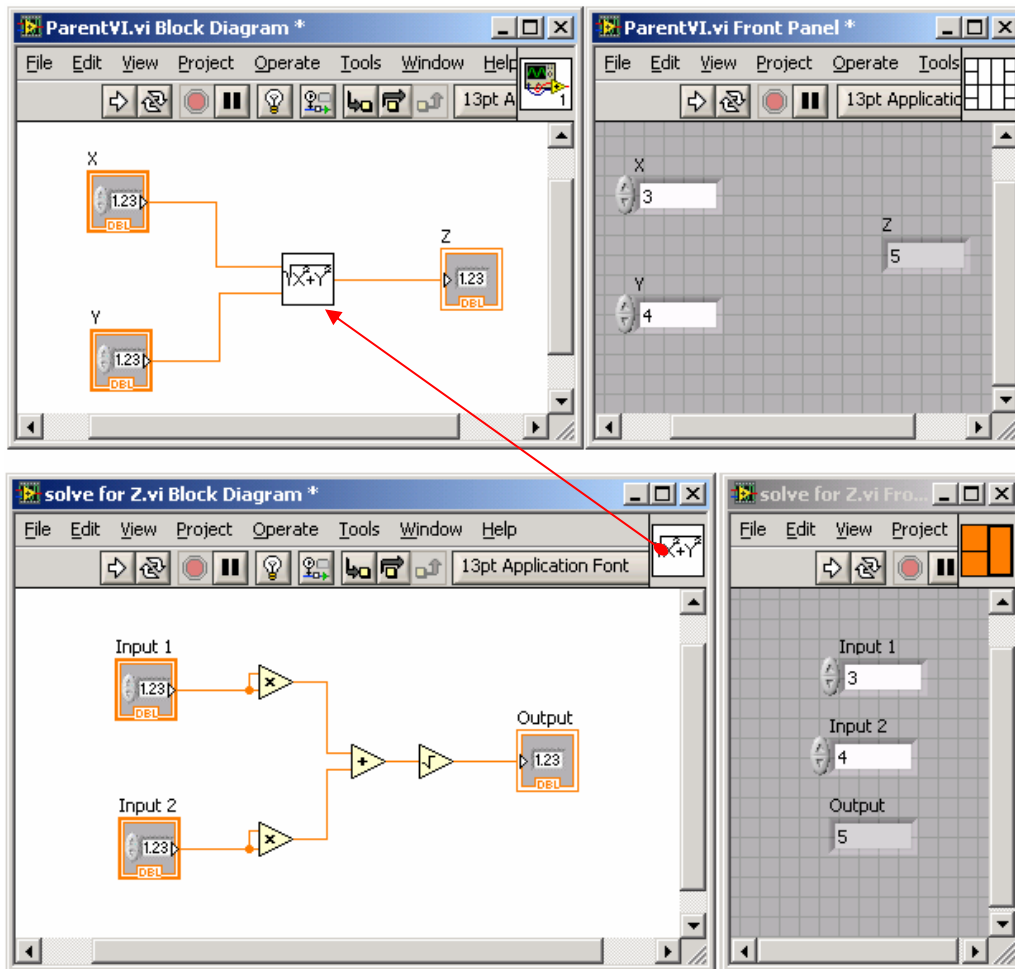 ParentVI.vi Block Diagram *
File Edit View Project Operate Tools Window Help
13pt A
1
X
1.23
DBL
√X²+Y²
Z
1.23
DBL
Y
1.23
DBL
ParentVI.vi Front Panel *
File Edit View Project Operate Tools
13pt Applicatio
X
3
Z
5
Y
4
solve for Z.vi Block Diagram *
File Edit View Project Operate Tools Window Help
13pt Application Font
√X²+Y²
Input 1
1.23
DBL
x
Output
+
√
1.23
DBL
Input 2
1.23
DBL
x
solve for Z.vi Fro...
File Edit View Project
Input 1
3
Input 2
4
Output
5